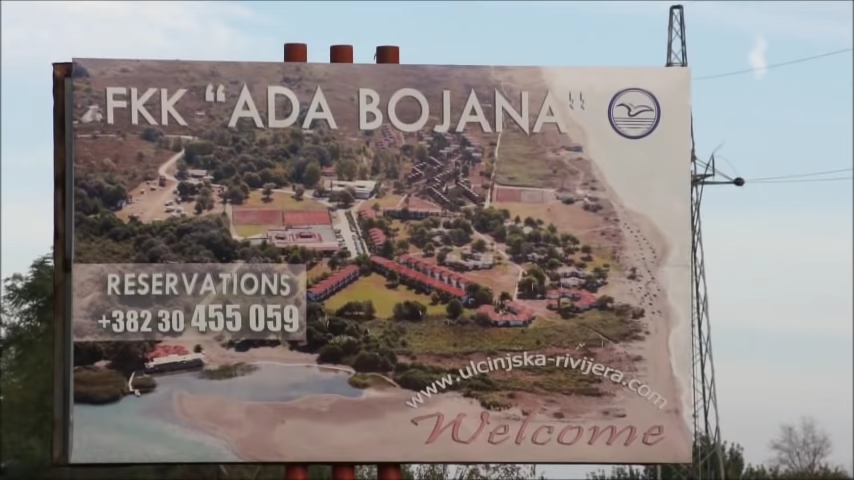 FKK "ADA BOJANA"
RESERVATIONS
+382 30 455 059
www.ulcinjska-rivijera.com
Welcome